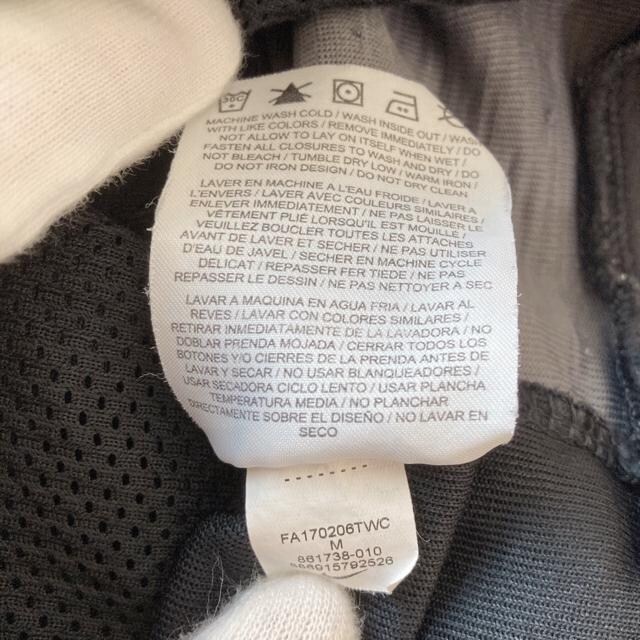 30C
MACHINE WASH COLD / WASH INSIDE OUT / WASH
WITH LIKE COLORS / REMOVE IMMEDIATELY / DO
NOT ALLOW TO LAY ON ITSELF WHEN WET /
FASTEN ALL CLOSURES TO WASH AND DRY / DO
NOT BLEACH / TUMBLE DRY LOW / WARM IRON /
DO NOT IRON DESIGN / DO NOT DRY CLEAN
LAVER EN MACHINE A L'EAU FROIDE / LAVER A
L'ENVERS / LAVER AVEC COULEURS SIMILAIRES /
ENLEVER IMMEDIATEMENT / NE PAS LAISSER LE
VÊTEMENT PLIÉ LORSQU'IL EST MOUILLÉ /
VEUILLEZ BOUCLER TOUTES LES ATTACHES
AVANT DE LAVER ET SECHER / NE PAS UTILISER
D'EAU DE JAVEL / SECHER EN MACHINE CYCLE
DELICAT / REPASSER FER TIEDE / NE PAS
REPASSER LE DESSIN / NE PAS NETTOYER A SEC
LAVAR A MAQUINA EN AGUA FRIA / LAVAR AL
REVES / LAVAR CON COLORES SIMILARES /
RETIRAR INMEDIATAMENTE DE LA LAVADORA / NO
DOBLAR PRENDA MOJADA / CERRAR TODOS LOS
BOTONES Y/O CIERRES DE LA PRENDA ANTES DE
LAVAR Y SECAR / NO USAR BLANQUEADORES /
USAR SECADORA CICLO LENTO / USAR PLANCHA
TEMPERATURA MEDIA / NO PLANCHAR
DIRECTAMENTE SOBRE EL DISEÑO / NO LAVAR EN
SECO
FA170206TWC
M
861738-010
888915792526